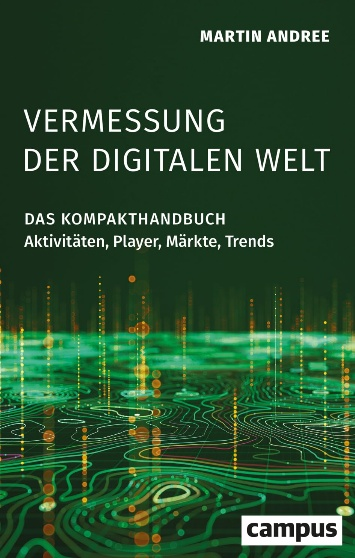 MARTIN ANDREE
VERMESSUNG
DER DIGITALEN WELT
DAS KOMPAKTHANDBUCH
Aktivitäten, Player, Märkte, Trends
campus